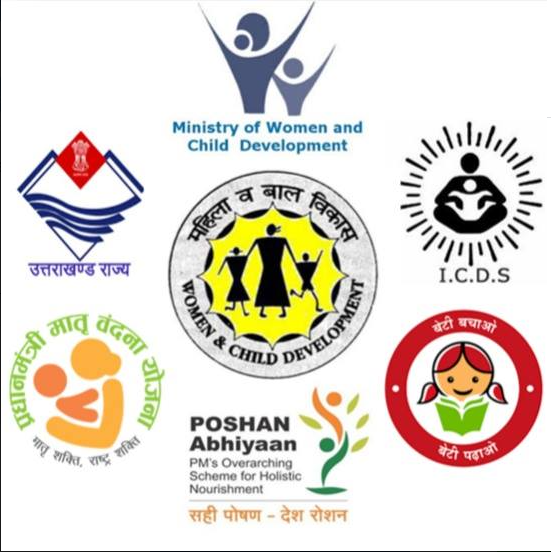 Ministry of Women and
Child Development
उत्तराखण्ड राज्य
महिला व बाल विकास
WOMEN & CHILD DEVELOPMENT
I.C.D.S
प्रधानमंत्री मातृ वंदना योजना
मातृ शक्ति, राष्ट्र शक्ति
POSHAN
Abhiyaan
PM's Overarching
Scheme for Holistic
Nourishment
सही पोषण - देश रोशन
बेटी बचाओ
बेटी पढ़ाओ